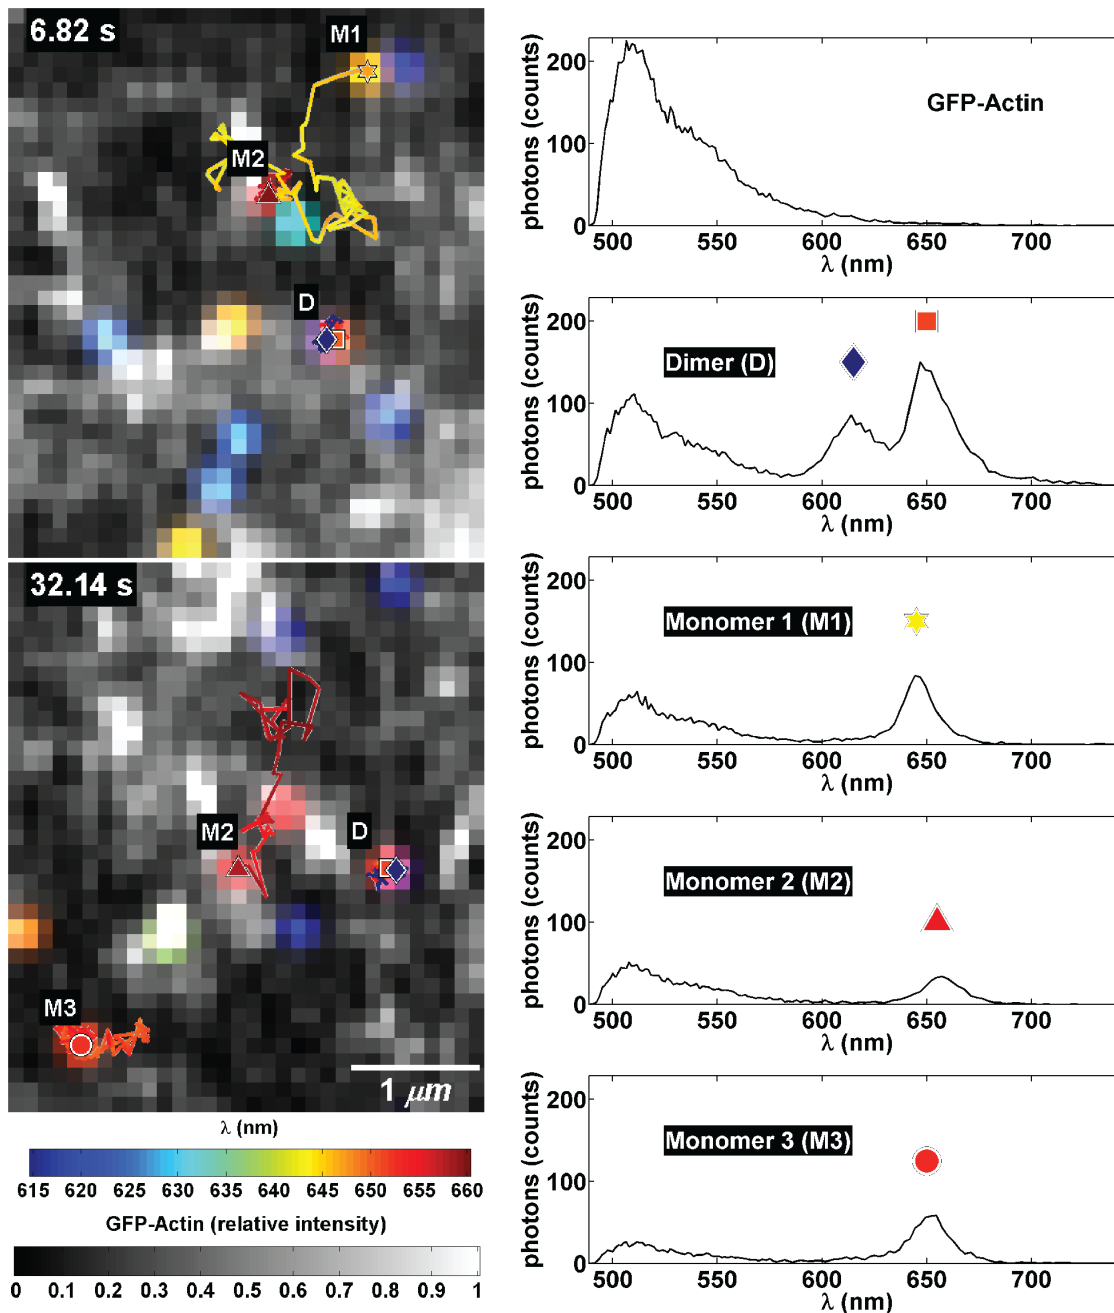 6.82 s
M1
M2
D
32.14 s
M2
D
M3
1 μm
λ (nm)
615 620 625 630 635 640 645 650 655 660
GFP-Actin (relative intensity)
0 0.1 0.2 0.3 0.4 0.5 0.6 0.7 0.8 0.9 1
photons (counts)
200
100
0
GFP-Actin
500 550 600 650 700
λ (nm)
photons (counts)
200
100
0
Dimer (D)
500 550 600 650 700
λ (nm)
photons (counts)
200
100
0
Monomer 1 (M1)
500 550 600 650 700
λ (nm)
photons (counts)
200
100
0
Monomer 2 (M2)
500 550 600 650 700
λ (nm)
photons (counts)
200
100
0
Monomer 3 (M3)
500 550 600 650 700
λ (nm)